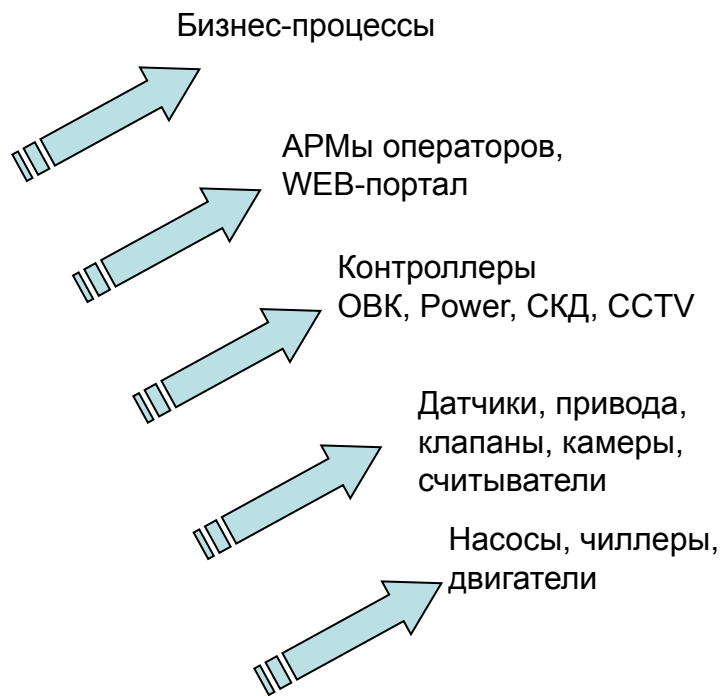 Бизнес-процессы
АРМы операторов,
WEB-портал
Контроллеры
ОВК, Power, СКД, CCTV
Датчики, привода,
клапаны, камеры,
считыватели
Насосы, чиллеры,
двигатели